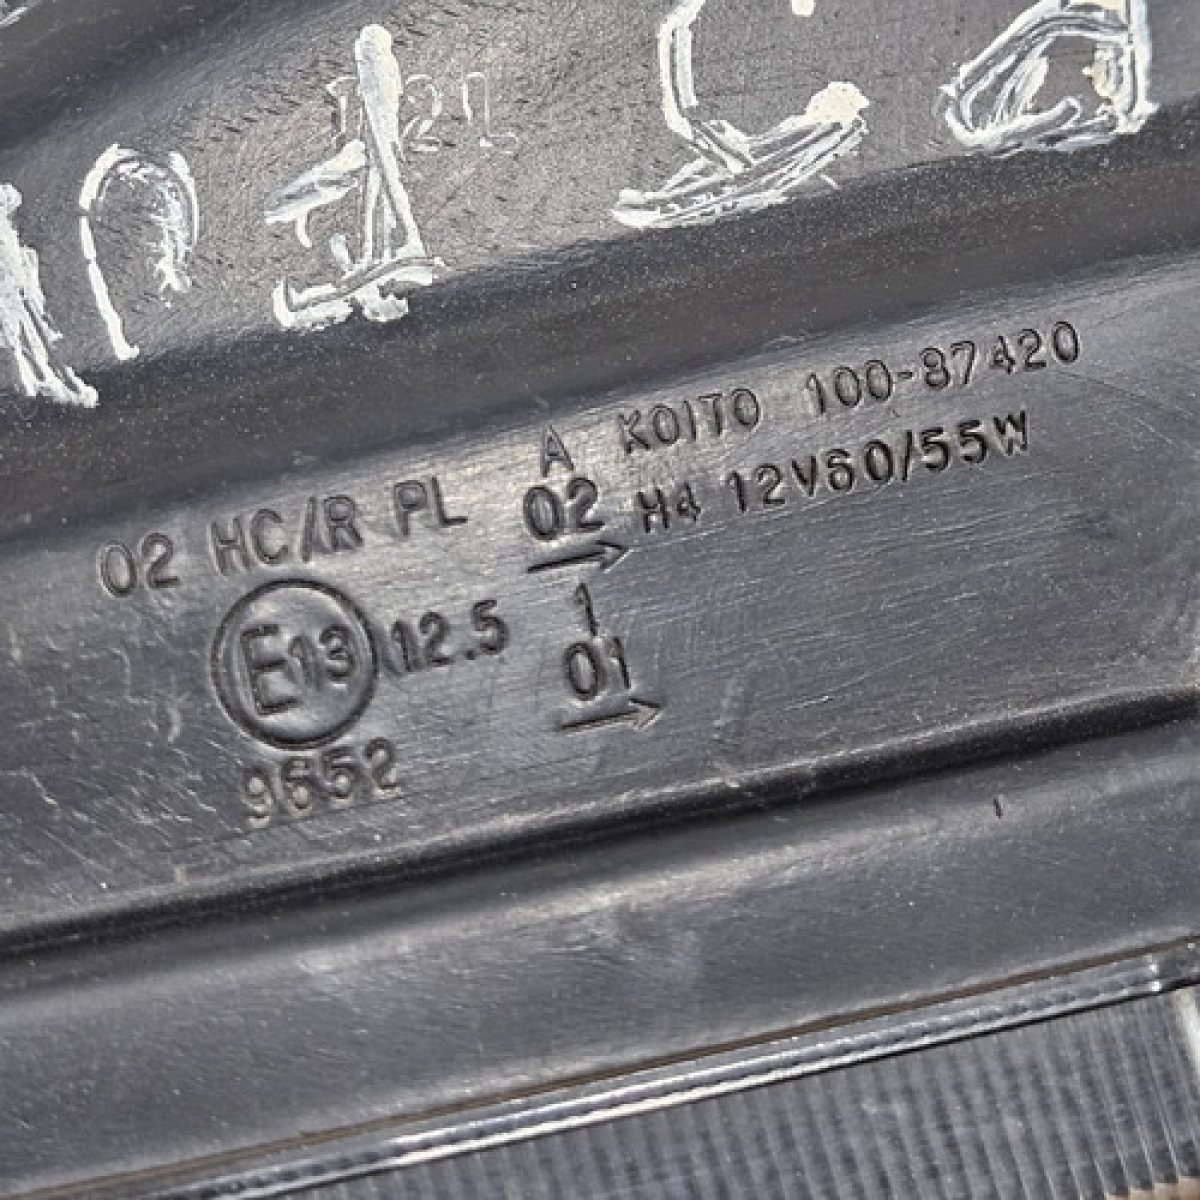 A KOITO 100-87420
02 HC/R PL 02 H4 12V60/55W
→
E13 12.5 1
01
→
9652